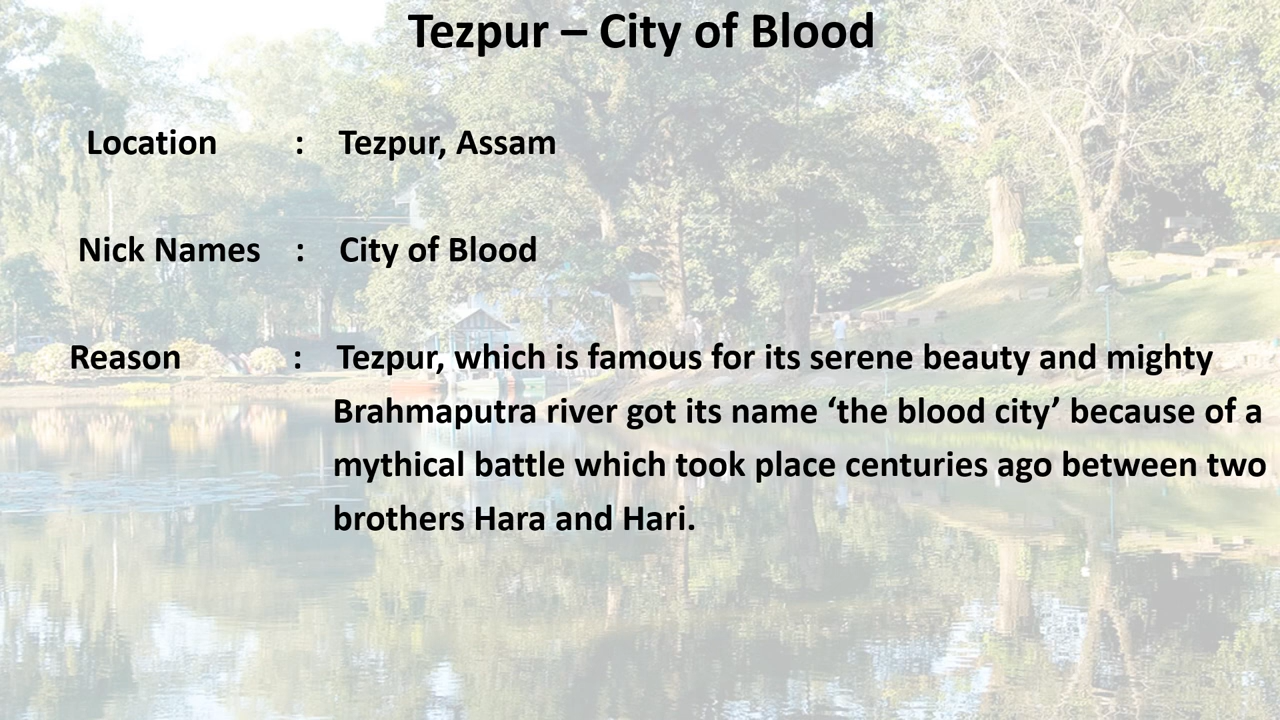 Tezpur – City of Blood
Location : Tezpur, Assam
Nick Names : City of Blood
Reason : Tezpur, which is famous for its serene beauty and mighty
Brahmaputra river got its name ‘the blood city’ because of a
mythical battle which took place centuries ago between two
brothers Hara and Hari.